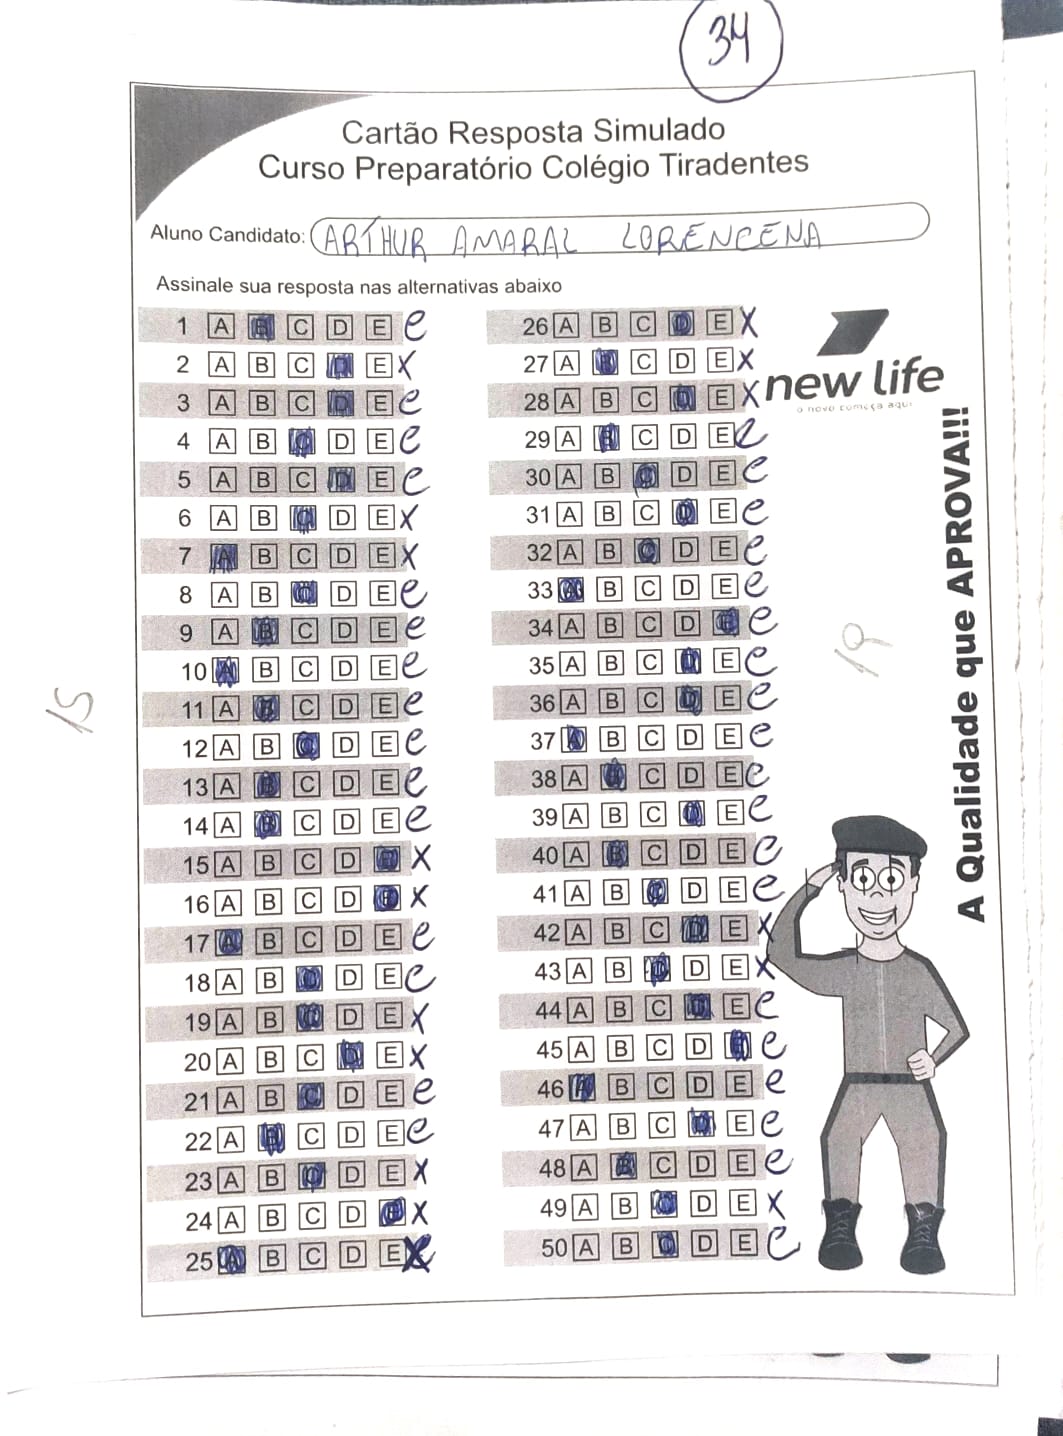 34
Cartão Resposta Simulado
Curso Preparatório Colégio Tiradentes
Aluno Candidato: ARTHUR AMARAL LORENCENA
Assinale sua resposta nas alternativas abaixo
1 A B C D E C
2 A B C D E X
3 A B C D E C
4 A B C D E C
5 A B C D E C
6 A B C D E X
7 A B C D E X
8 A B C D E C
9 A B C D E C
10 A B C D E C
11 A B C D E C
12 A B C D E C
13 A B C D E C
14 A B C D E C
15 A B C D E X
16 A B C D E X
17 A B C D E C
18 A B C D E C
19 A B C D E X
20 A B C D E X
21 A B C D E C
22 A B C D E C
23 A B C D E X
24 A B C D E X
25 A B C D E X
15
26 A B C D E X
27 A B C D E X
28 A B C D E X
29 A B C D E C
30 A B C D E C
31 A B C D E C
32 A B C D E C
33 A B C D E C
34 A B C D E C
35 A B C D E C
36 A B C D E C
37 A B C D E C
38 A B C D E C
39 A B C D E C
40 A B C D E C
41 A B C D E C
42 A B C D E X
43 A B C D E X
44 A B C D E C
45 A B C D E C
46 A B C D E C
47 A B C D E C
48 A B C D E C
49 A B C D E X
50 A B C D E C
19
new life
o novo começa aqui
A Qualidade que APROVA!!!